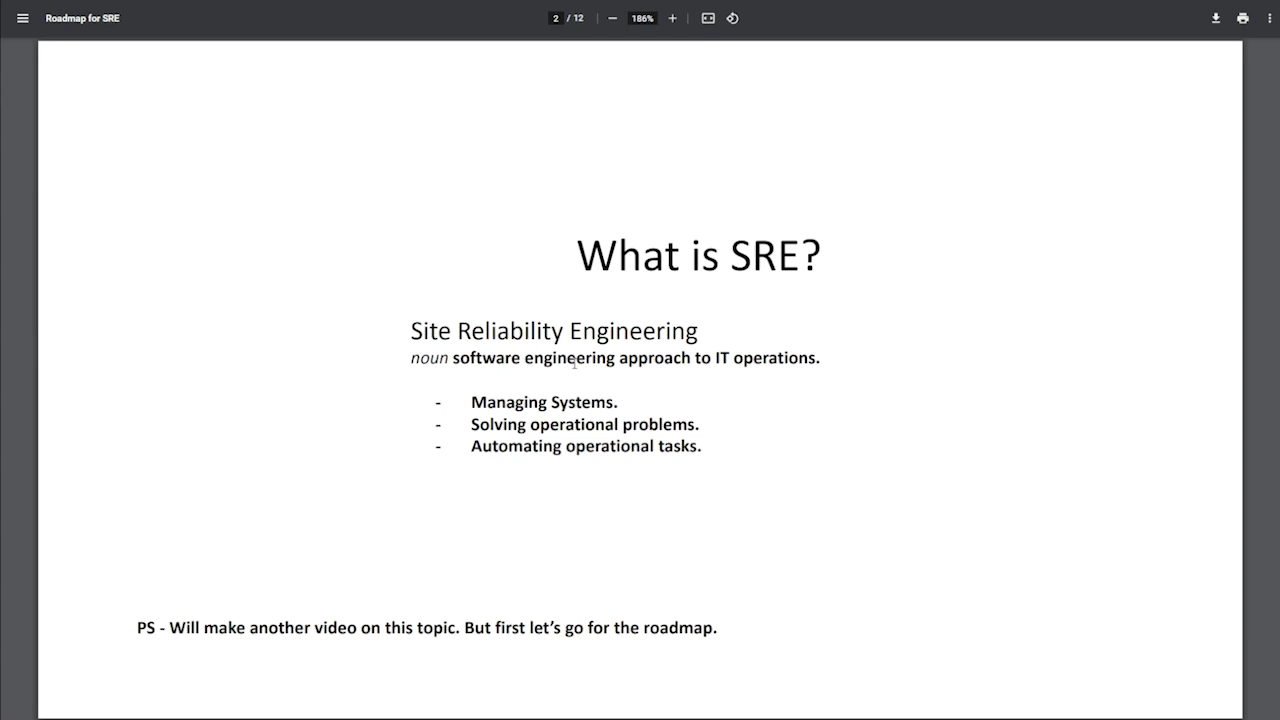 Roadmap for SRE
2 / 12
186%
What is SRE?
Site Reliability Engineering
noun software engineering approach to IT operations.
- Managing Systems.
- Solving operational problems.
- Automating operational tasks.
PS - Will make another video on this topic. But first let’s go for the roadmap.